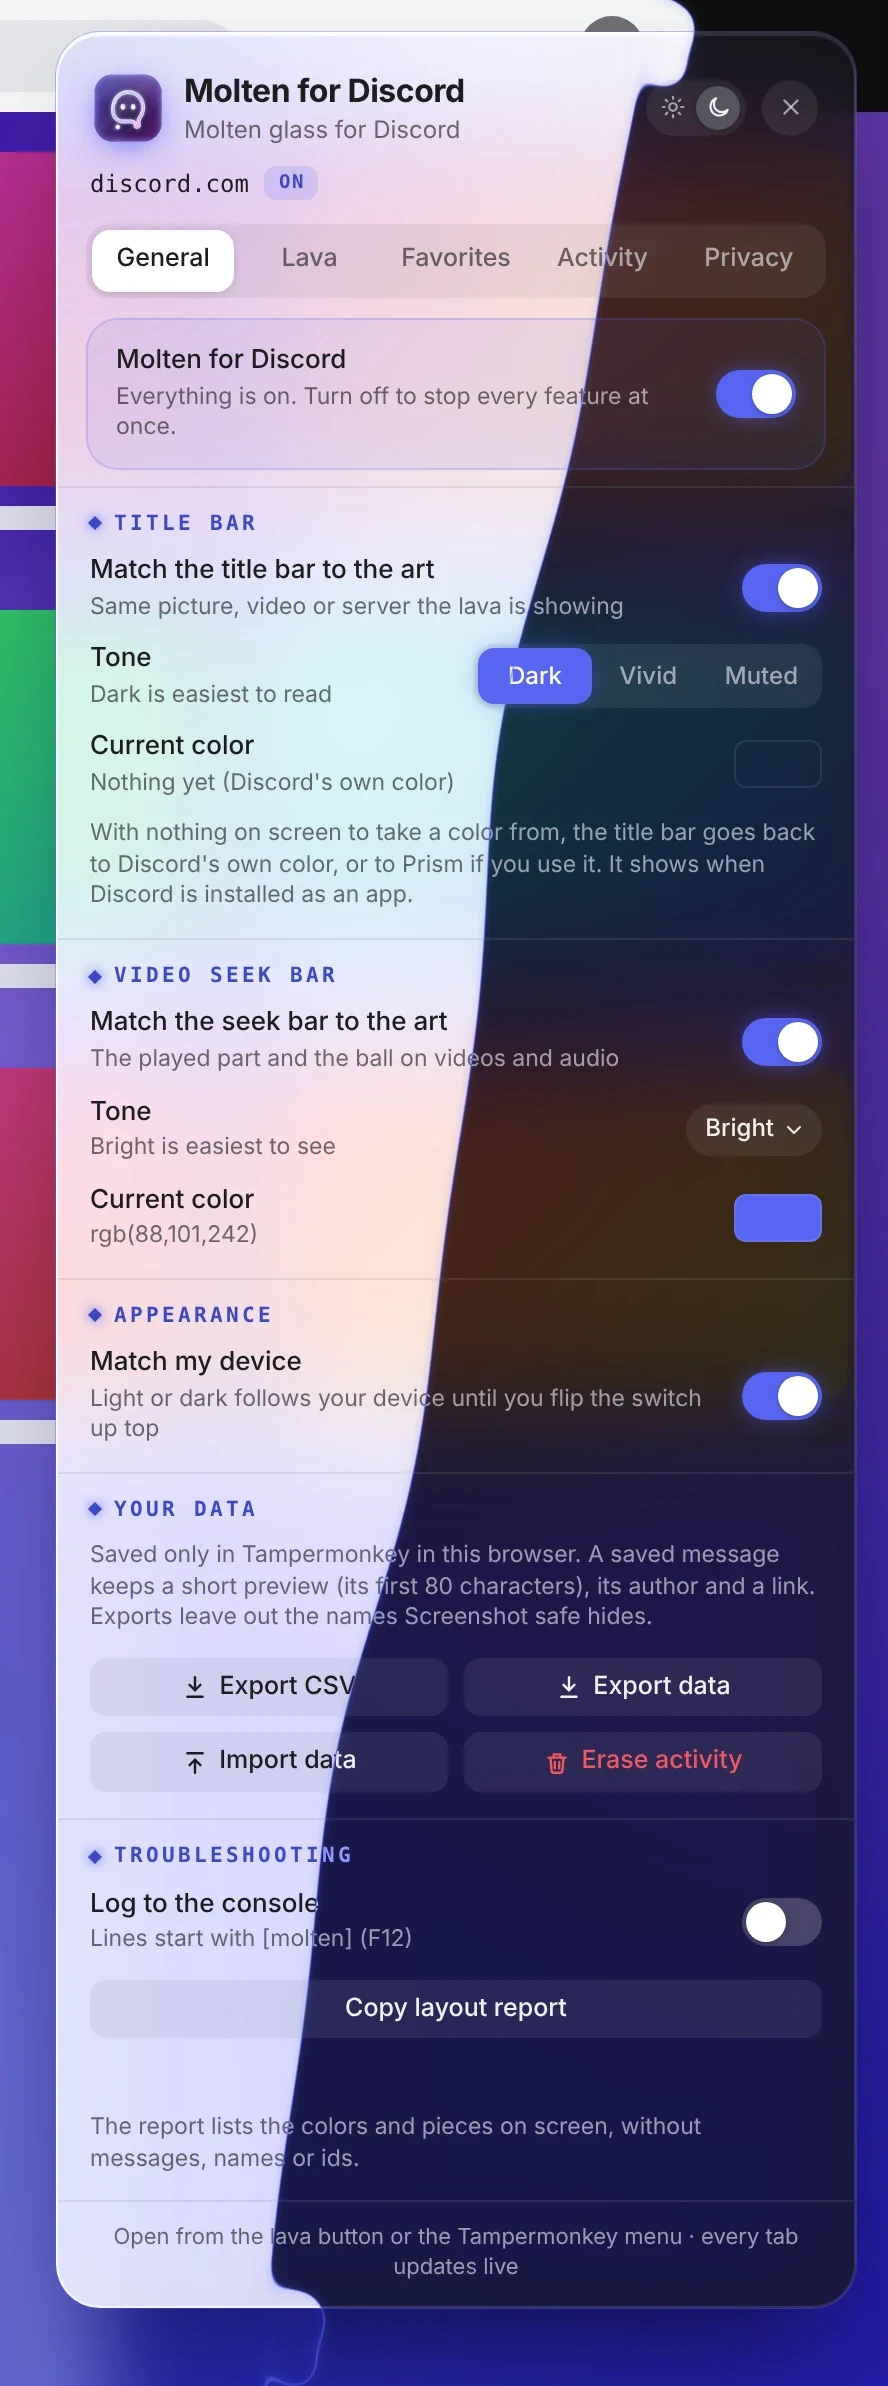 Molten for Discord
Molten glass for Discord
discord.com ON
General Lava Favorites Activity Privacy
Molten for Discord
Everything is on. Turn off to stop every feature at
once.
TITLE BAR
Match the title bar to the art
Same picture, video or server the lava is showing
Tone
Dark is easiest to read
Dark Vivid Muted
Current color
Nothing yet (Discord's own color)
With nothing on screen to take a color from, the title bar goes back
to Discord's own color, or to Prism if you use it. It shows when
Discord is installed as an app.
VIDEO SEEK BAR
Match the seek bar to the art
The played part and the ball on videos and audio
Tone
Bright is easiest to see
Bright
Current color
rgb(88,101,242)
APPEARANCE
Match my device
Light or dark follows your device until you flip the switch
up top
YOUR DATA
Saved only in Tampermonkey in this browser. A saved message
keeps a short preview (its first 80 characters), its author and a link.
Exports leave out the names Screenshot safe hides.
Export CSV Export data
Import data Erase activity
TROUBLESHOOTING
Log to the console
Lines start with [molten] (F12)
Copy layout report
The report lists the colors and pieces on screen, without
messages, names or ids.
Open from the lava button or the Tampermonkey menu · every tab
updates live